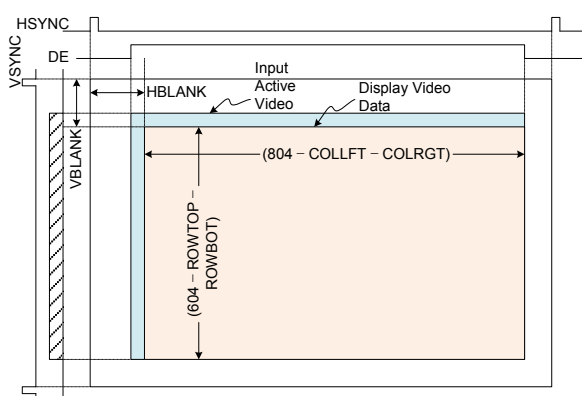 HSYNC
VSYNC
DE
Input
Active
Video
HBLANK
Display Video
Data
VBLANK
(804 – COLLFT – COLRGT)
(604 – ROWTOP –
ROWBOT)